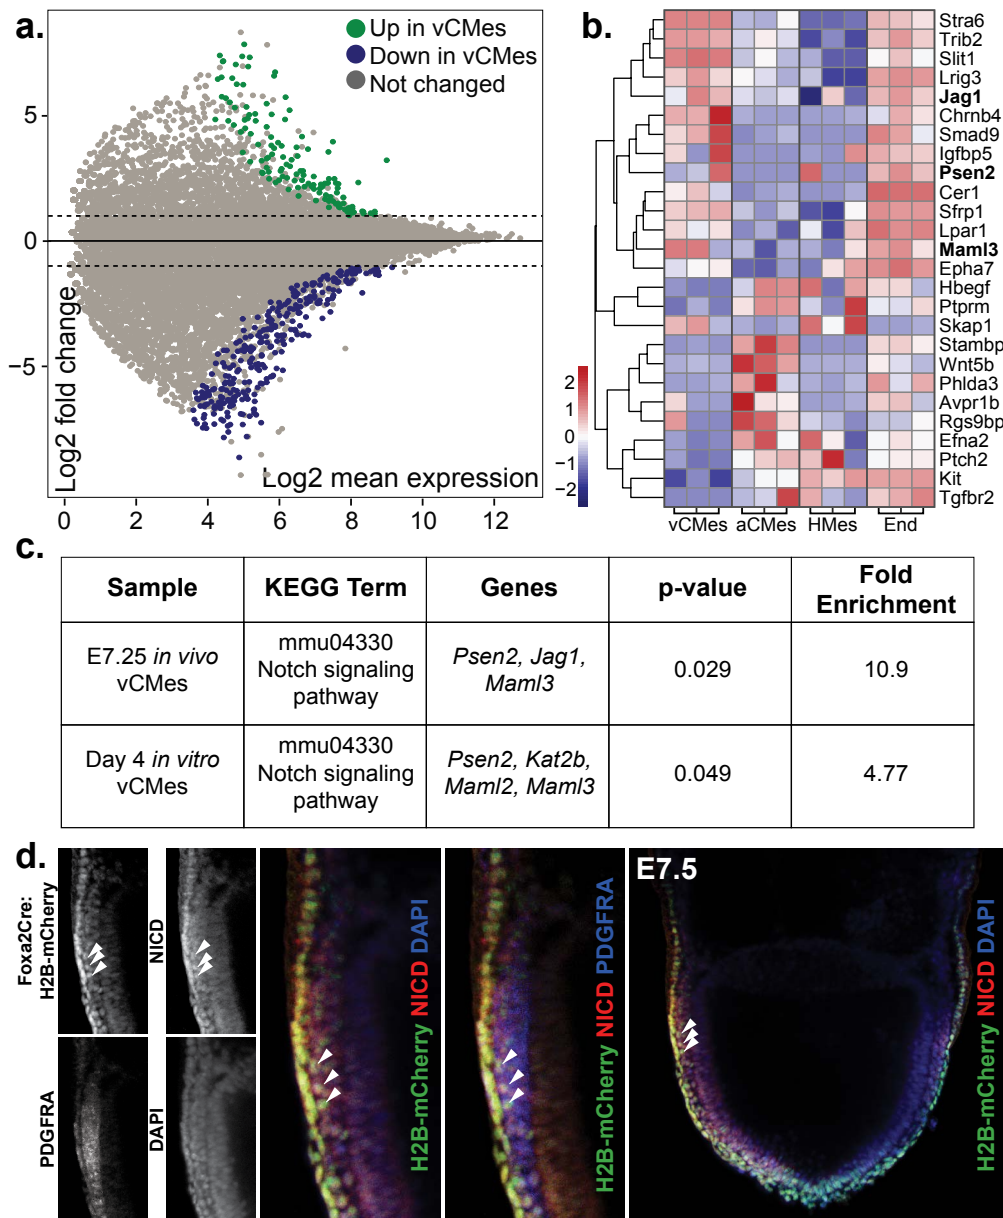 a.
Up in vCMes
Down in vCMes
Not changed
5
0
−5
Log2 fold change
Log2 mean expression
0 2 4 6 8 10 12
b.
Stra6
Trib2
Slit1
Lrig3
Jag1
Chrnb4
Smad9
Igfbp5
Psen2
Cer1
Sfrp1
Lpar1
Maml3
Epha7
Hbegf
Ptprm
Skap1
Stambp
Wnt5b
Phlda3
Avpr1b
Rgs9bp
Efna2
Ptch2
Kit
Tgfbr2
2
1
0
−1
−2
vCMes aCMes HMes End
c.
Sample KEGG Term Genes p-value Fold
Enrichment
E7.25 in vivo
vCMes
mmu04330
Notch signaling
pathway
Psen2, Jag1,
Maml3
0.029
10.9
Day 4 in vitro
vCMes
mmu04330
Notch signaling
pathway
Psen2, Kat2b,
Maml2, Maml3
0.049
4.77
d.
Foxa2Cre:
H2B-mCherry
NICD
PDGFRA
DAPI
H2B-mCherry NICD DAPI
H2B-mCherry NICD PDGFRA
E7.5
H2B-mCherry NICD DAPI